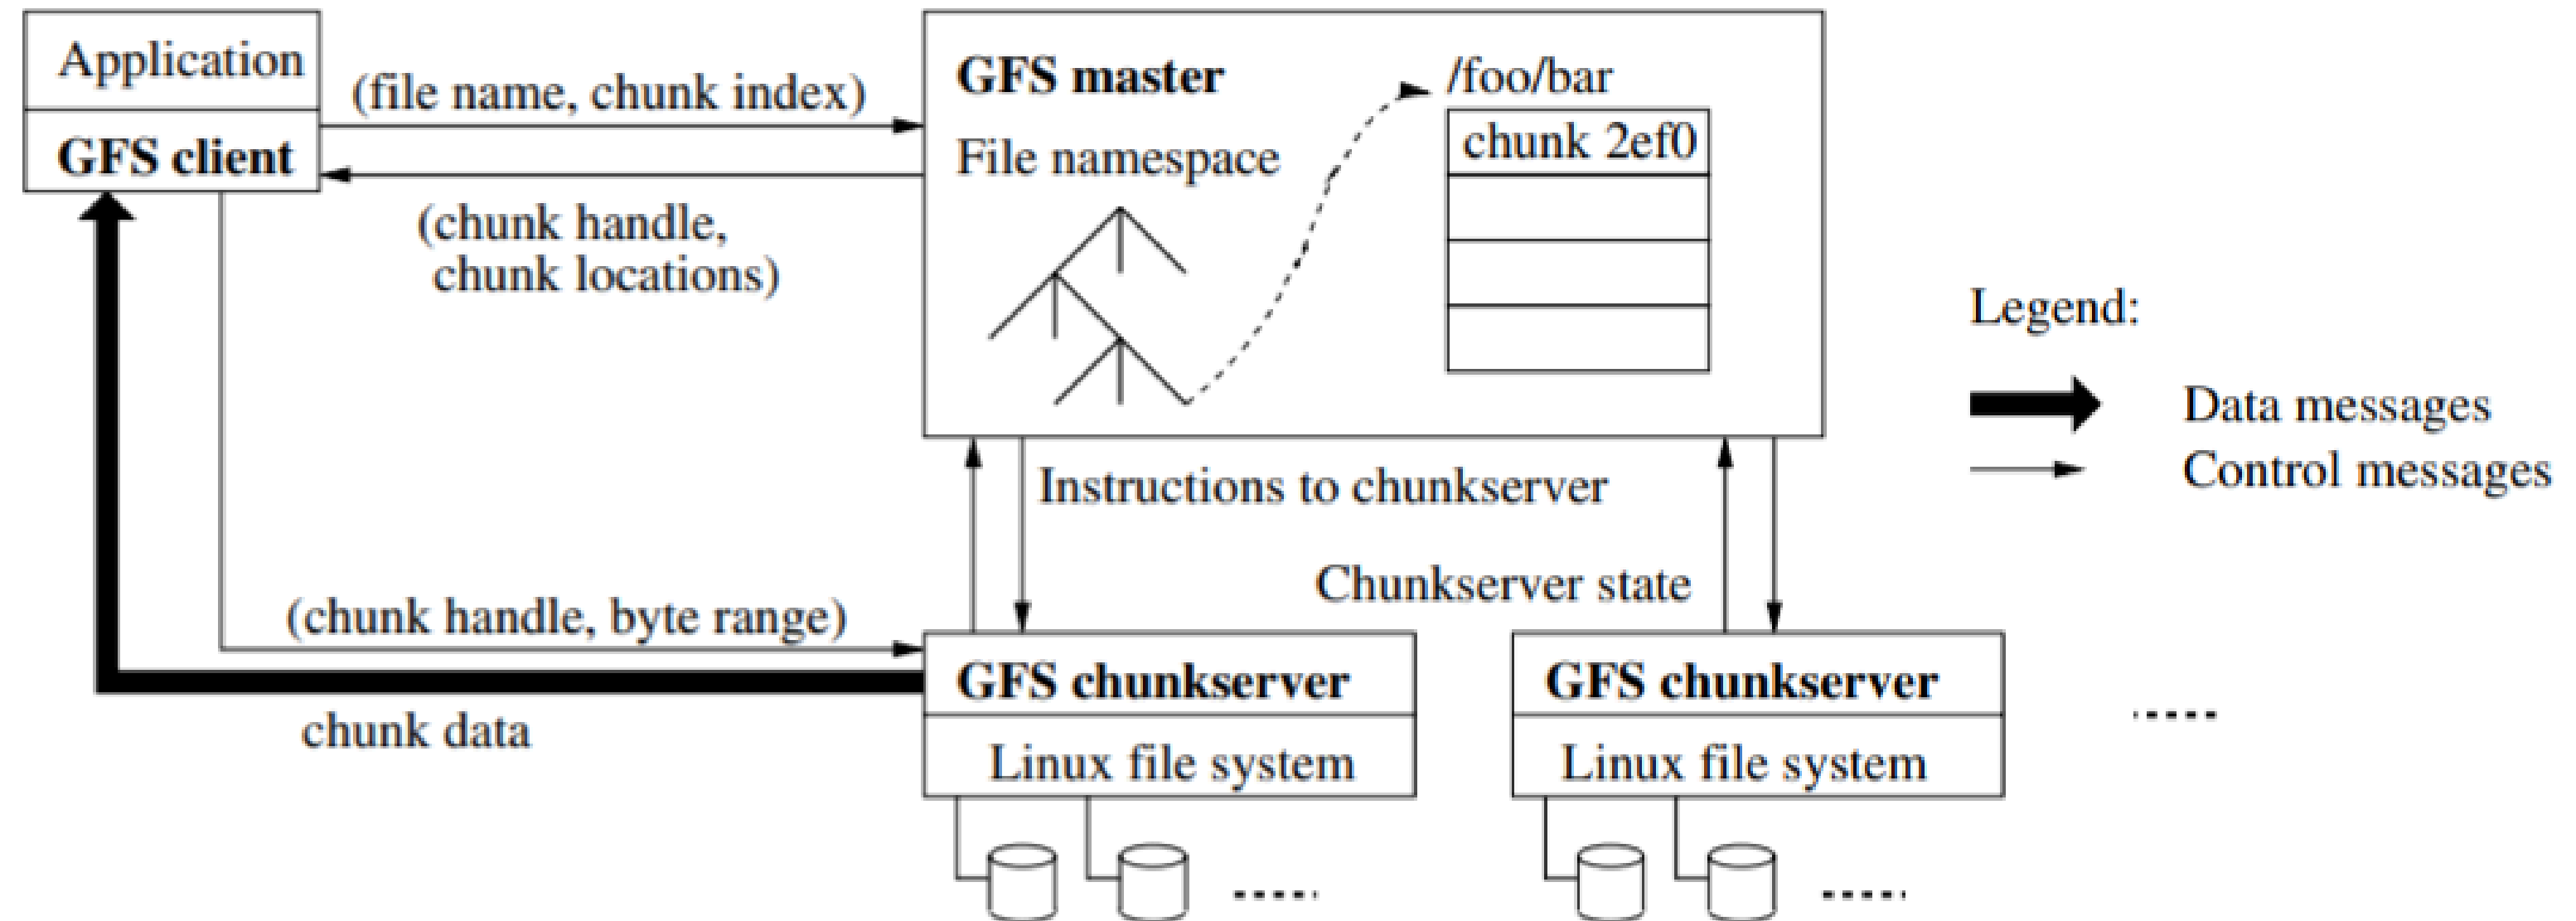 Application
GFS client
(file name, chunk index)
(chunk handle,
chunk locations)
GFS master
File namespace
/foo/bar
chunk 2ef0
Legend:
Data messages
Control messages
Instructions to chunkserver
Chunkserver state
(chunk handle, byte range)
chunk data
GFS chunkserver
Linux file system
GFS chunkserver
Linux file system